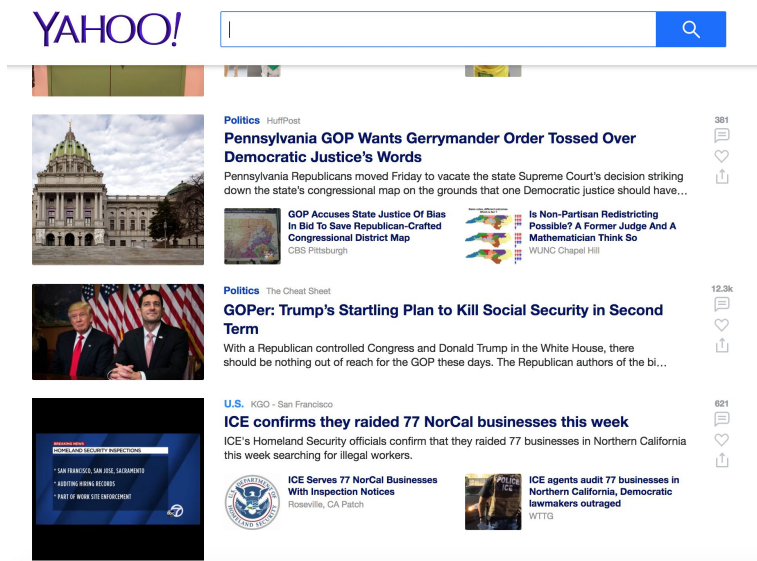 YAHOO!
Politics HuffPost
381
Pennsylvania GOP Wants Gerrymander Order Tossed Over
Democratic Justice’s Words
Pennsylvania Republicans moved Friday to vacate the state Supreme Court’s decision striking
down the state’s congressional map on the grounds that one Democratic justice should have…
GOP Accuses State Justice Of Bias
In Bid To Save Republican-Crafted
Congressional District Map
CBS Pittsburgh
Is Non-Partisan Redistricting
Possible? A Former Judge And A
Mathematician Think So
WUNC Chapel Hill
Politics The Cheat Sheet
12.3k
GOPer: Trump’s Startling Plan to Kill Social Security in Second
Term
With a Republican controlled Congress and Donald Trump in the White House, there
should be nothing out of reach for the GOP these days. The Republican authors of the bi…
U.S. KGO - San Francisco
621
ICE confirms they raided 77 NorCal businesses this week
ICE's Homeland Security officials confirm that they raided 77 businesses in Northern California
this week searching for illegal workers.
BREAKING NEWS
HOMELAND SECURITY INSPECTIONS
* SAN FRANCISCO, SAN JOSE, SACRAMENTO
* AUDITING HIRING RECORDS
* PART OF WORK SITE ENFORCEMENT
abc 7
ICE Serves 77 NorCal Businesses
With Inspection Notices
Roseville, CA Patch
POLICE
ICE
ICE agents audit 77 businesses in
Northern California, Democratic
lawmakers outraged
WTTG